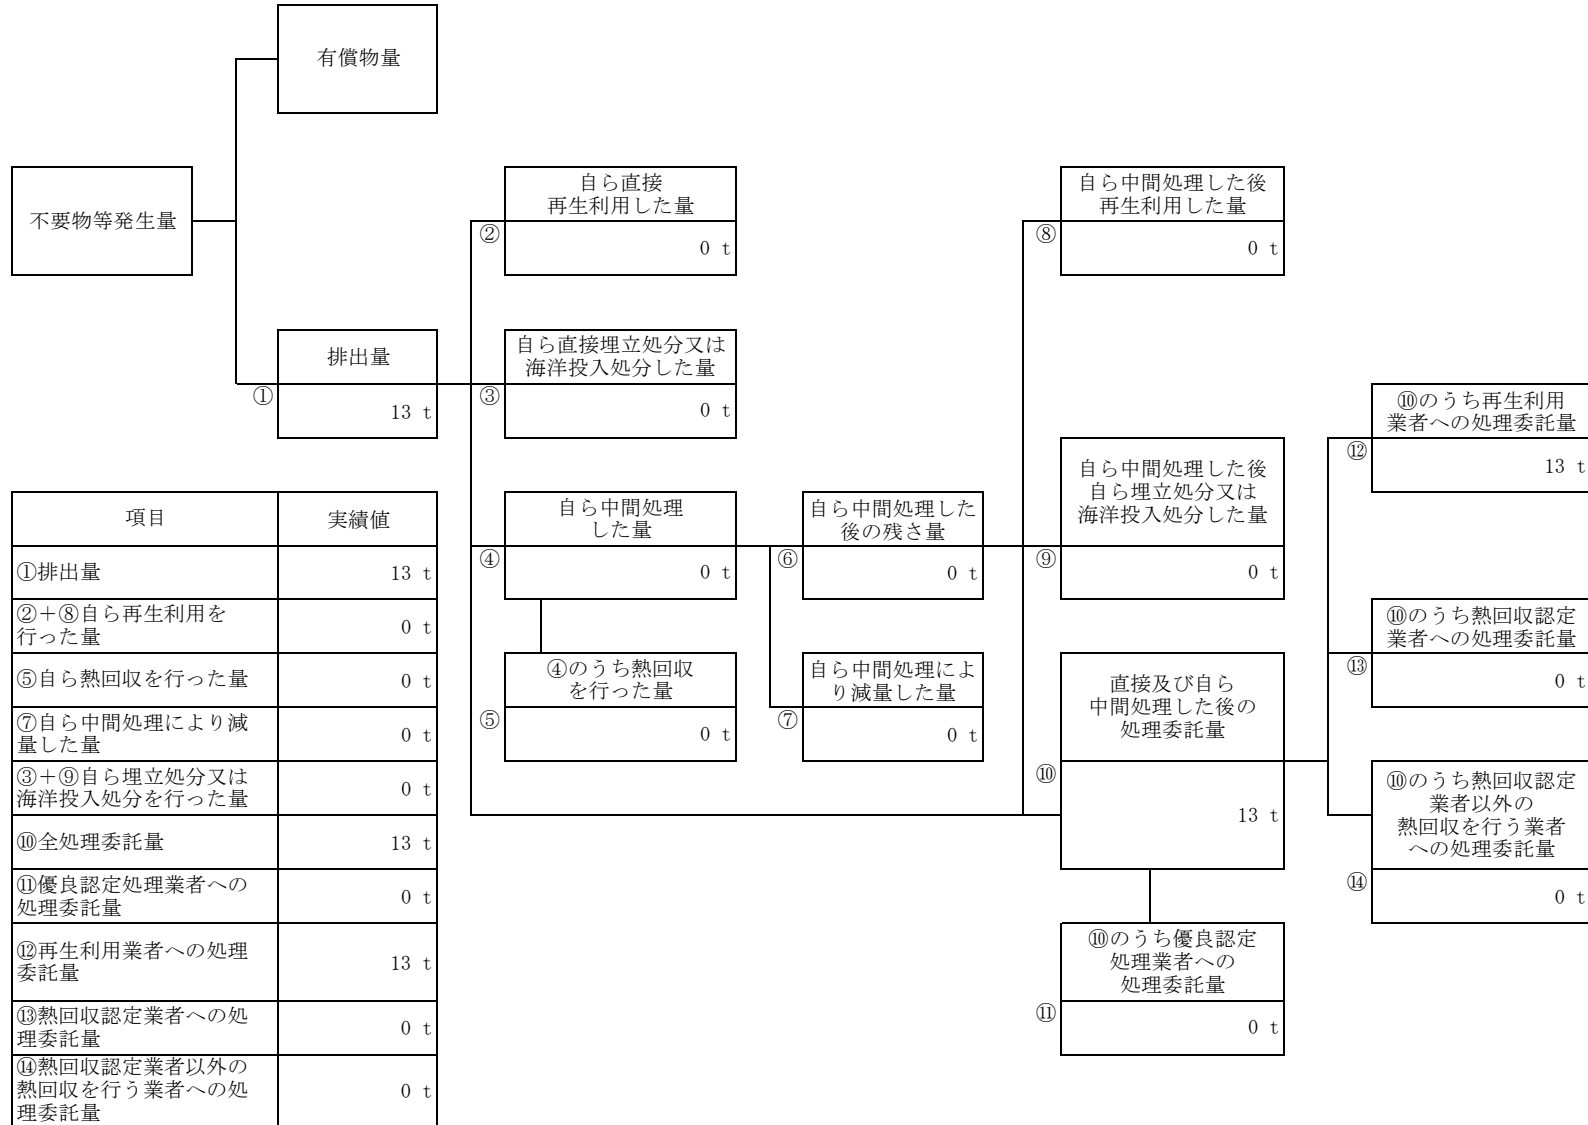 有償物量
不要物等発生量
自ら直接
再生利用した量
②
0 t
自ら中間処理した後
再生利用した量
⑧
0 t
排出量
①
13 t
自ら直接埋立処分又は
海洋投入処分した量
③
0 t
⑩のうち再生利用
業者への処理委託量
⑫
13 t
自ら中間処理した後
自ら埋立処分又は
海洋投入処分した量
⑨
0 t
自ら中間処理
した量
④
0 t
自ら中間処理した
後の残さ量
⑥
0 t
⑩のうち熱回収認定
業者への処理委託量
⑬
0 t
④のうち熱回収
を行った量
⑤
0 t
自ら中間処理によ
り減量した量
⑦
0 t
直接及び自ら
中間処理した後の
処理委託量
⑩
13 t
⑩のうち熱回収認定
業者以外の
熱回収を行う業者
への処理委託量
⑭
0 t
⑩のうち優良認定
処理業者への
処理委託量
⑪
0 t
項目 実績値
①排出量 13 t
②＋⑧自ら再生利用を
行った量 0 t
⑤自ら熱回収を行った量 0 t
⑦自ら中間処理により減
量した量 0 t
③＋⑨自ら埋立処分又は
海洋投入処分を行った量 0 t
⑩全処理委託量 13 t
⑪優良認定処理業者への
処理委託量 0 t
⑫再生利用業者への処理
委託量 13 t
⑬熱回収認定業者への処
理委託量 0 t
⑭熱回収認定業者以外の
熱回収を行う業者への処
理委託量 0 t